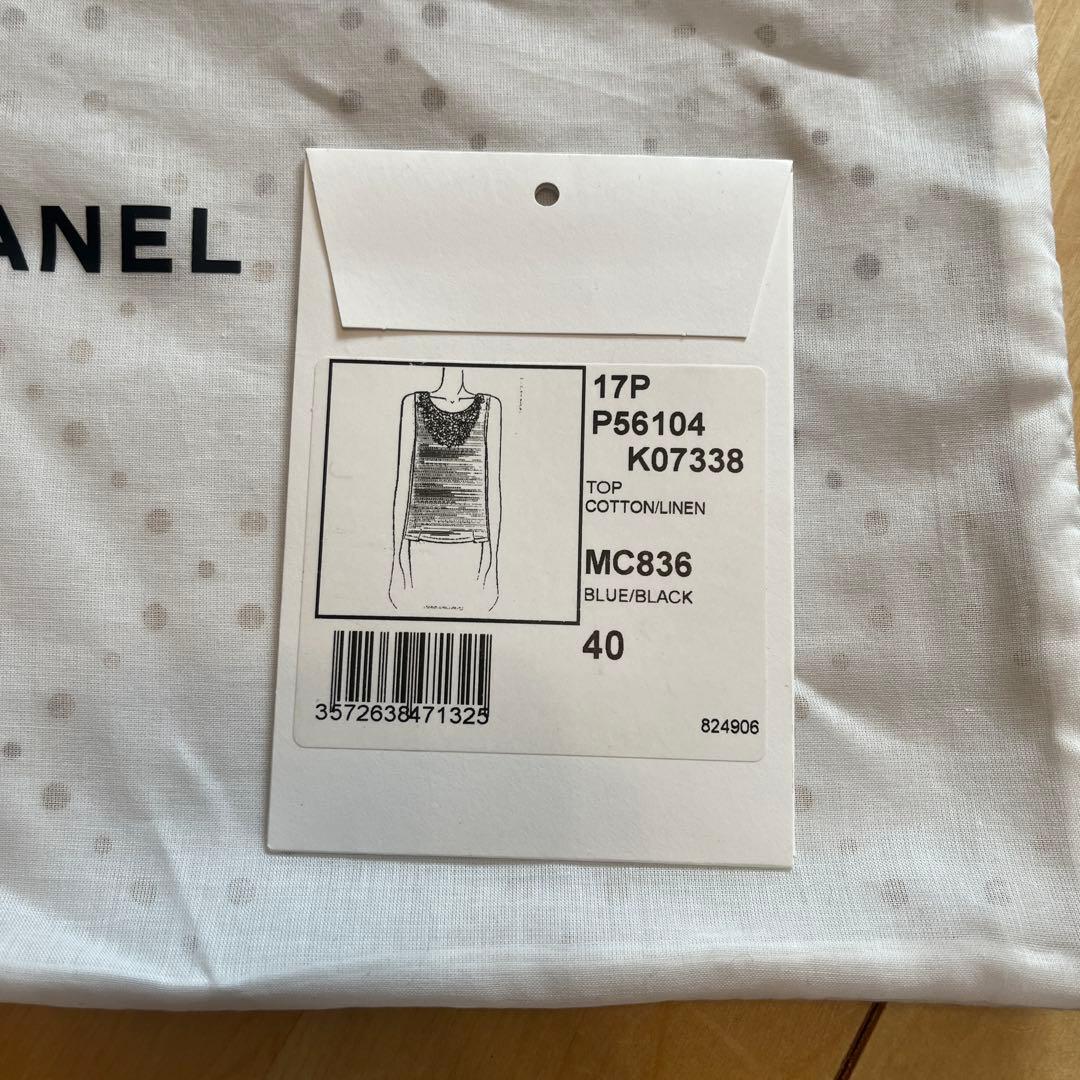 ANEL
17P
P56104
K07338
TOP
COTTON/LINEN
MC836
BLUE/BLACK
40
3572638471325
824906